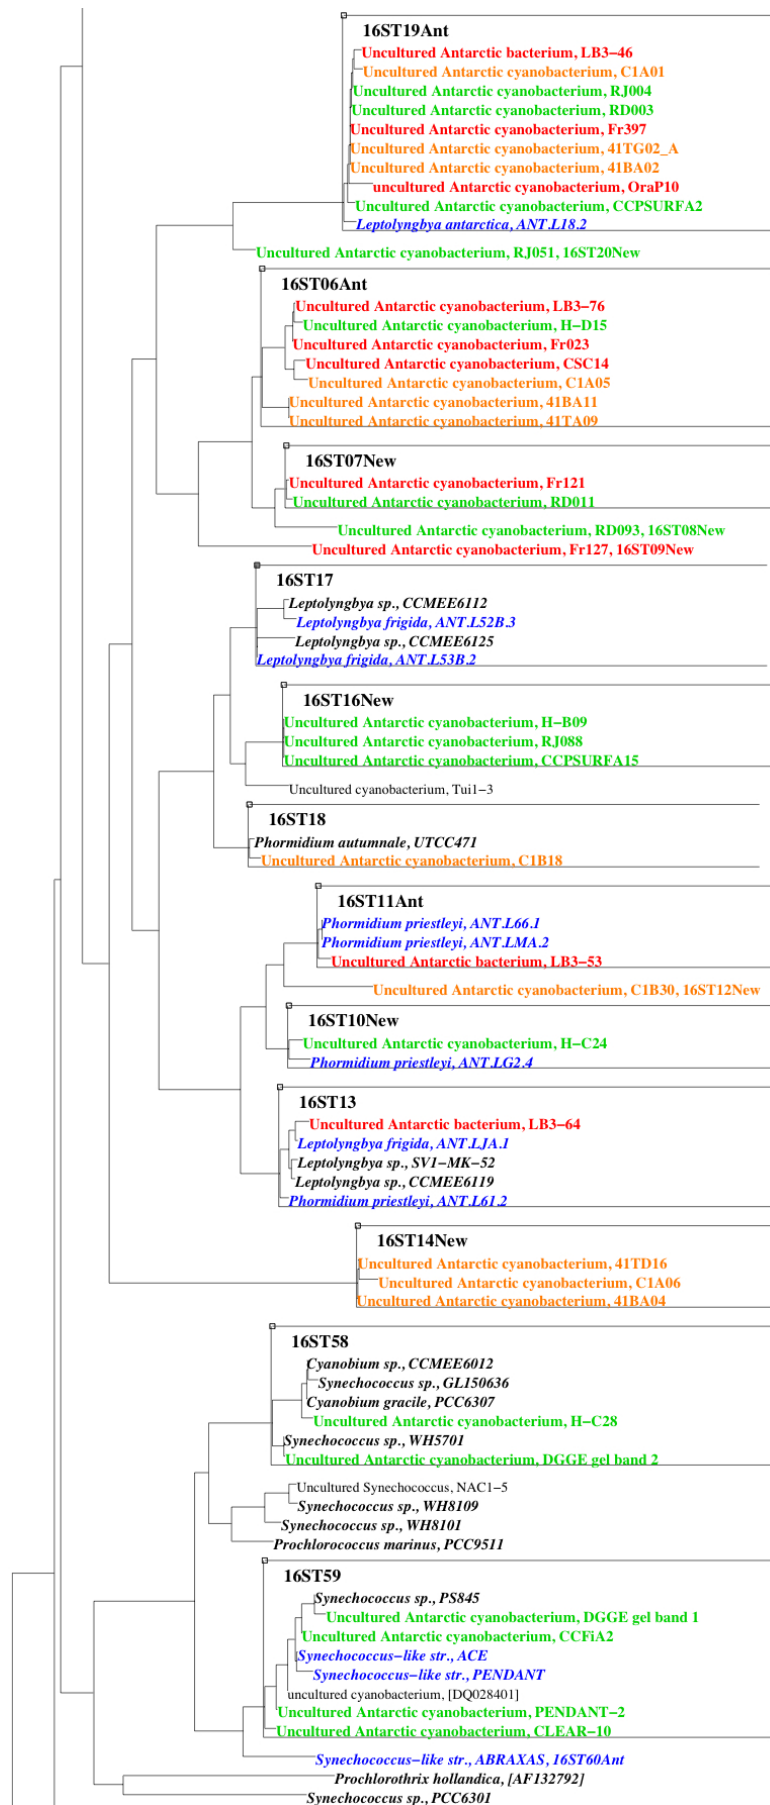 16ST19Ant
Uncultured Antarctic bacterium, LB3−46
Uncultured Antarctic cyanobacterium, C1A01
Uncultured Antarctic cyanobacterium, RJ004
Uncultured Antarctic cyanobacterium, RD003
Uncultured Antarctic cyanobacterium, Fr397
Uncultured Antarctic cyanobacterium, 41TG02_A
Uncultured Antarctic cyanobacterium, 41BA02
uncultured Antarctic cyanobacterium, OraP10
Uncultured Antarctic cyanobacterium, CCPSURFA2
Leptolyngbya antarctica, ANT.L18.2
Uncultured Antarctic cyanobacterium, RJ051, 16ST20New
16ST06Ant
Uncultured Antarctic cyanobacterium, LB3−76
Uncultured Antarctic cyanobacterium, H−D15
Uncultured Antarctic cyanobacterium, Fr023
Uncultured Antarctic cyanobacterium, CSC14
Uncultured Antarctic cyanobacterium, C1A05
Uncultured Antarctic cyanobacterium, 41BA11
Uncultured Antarctic cyanobacterium, 41TA09
16ST07New
Uncultured Antarctic cyanobacterium, Fr121
Uncultured Antarctic cyanobacterium, RD011
Uncultured Antarctic cyanobacterium, RD093, 16ST08New
Uncultured Antarctic cyanobacterium, Fr127, 16ST09New
16ST17
Leptolyngbya sp., CCMEE6112
Leptolyngbya frigida, ANT.L52B.3
Leptolyngbya sp., CCMEE6125
Leptolyngbya frigida, ANT.L53B.2
16ST16New
Uncultured Antarctic cyanobacterium, H−B09
Uncultured Antarctic cyanobacterium, RJ088
Uncultured Antarctic cyanobacterium, CCPSURFA15
Uncultured cyanobacterium, Tui1−3
16ST18
Phormidium autumnale, UTCC471
Uncultured Antarctic cyanobacterium, C1B18
16ST11Ant
Phormidium priestleyi, ANT.L66.1
Phormidium priestleyi, ANT.LMA.2
Uncultured Antarctic bacterium, LB3−53
Uncultured Antarctic cyanobacterium, C1B30, 16ST12New
16ST10New
Uncultured Antarctic cyanobacterium, H−C24
Phormidium priestleyi, ANT.LG2.4
16ST13
Uncultured Antarctic bacterium, LB3−64
Leptolyngbya frigida, ANT.LJA.1
Leptolyngbya sp., SV1−MK−52
Leptolyngbya sp., CCMEE6119
Phormidium priestleyi, ANT.L61.2
16ST14New
Uncultured Antarctic cyanobacterium, 41TD16
Uncultured Antarctic cyanobacterium, C1A06
Uncultured Antarctic cyanobacterium, 41BA04
16ST58
Cyanobium sp., CCMEE6012
Synechococcus sp., GL150636
Cyanobium gracile, PCC6307
Uncultured Antarctic cyanobacterium, H−C28
Synechococcus sp., WH5701
Uncultured Antarctic cyanobacterium, DGGE gel band 2
Uncultured Synechococcus, NAC1−5
Synechococcus sp., WH8109
Synechococcus sp., WH8101
Prochlorococcus marinus, PCC9511
16ST59
Synechococcus sp., PS845
Uncultured Antarctic cyanobacterium, DGGE gel band 1
Uncultured Antarctic cyanobacterium, CCFiA2
Synechococcus−like str., ACE
Synechococcus−like str., PENDANT
uncultured cyanobacterium, [DQ028401]
Uncultured Antarctic cyanobacterium, PENDANT−2
Uncultured Antarctic cyanobacterium, CLEAR−10
Synechococcus−like str., ABRAXAS, 16ST60Ant
Prochlorothrix hollandica, [AF132792]
Synechococcus sp., PCC6301